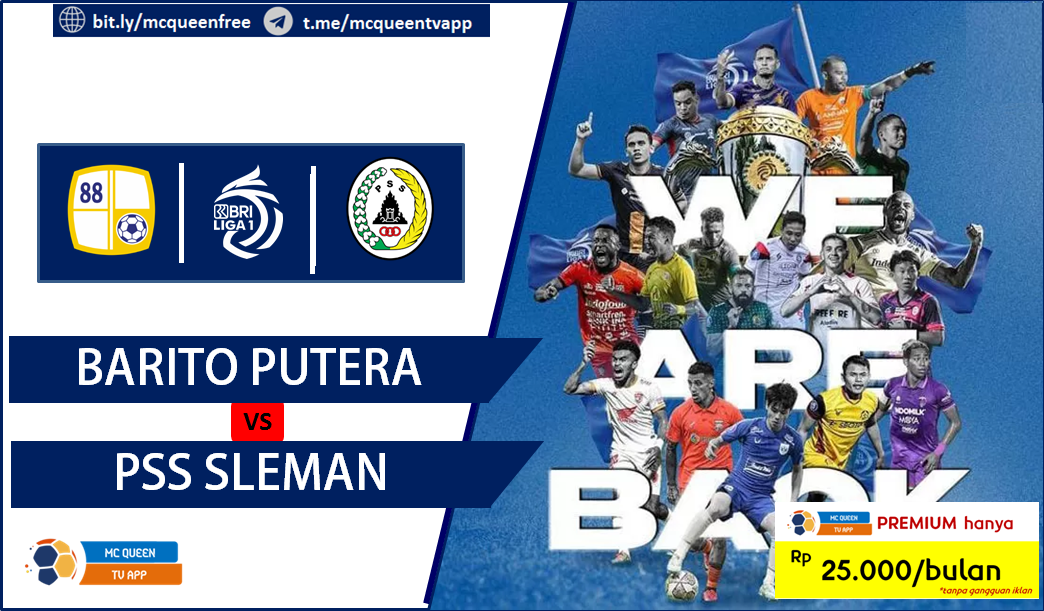 bit.ly/mcqueenfree
t.me/mcqueentvapp
88
BRI
LIGA 1
PSS
BARITO PUTERA
VS
PSS SLEMAN
MC QUEEN
TV APP
WE
ARE
BACK
MC QUEEN
TV APP
PREMIUM hanya
Rp 25.000/bulan
*tanpa gangguan iklan